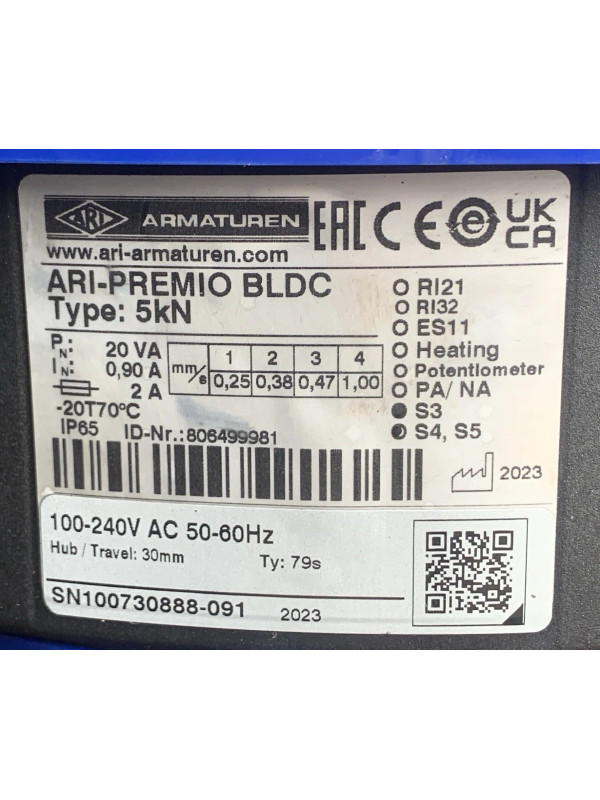 ARI ARMATUREN EAC CE UKCA
www.ari-armaturen.com
ARI-PREMIO BLDC
Type: 5kN
PN: 20 VA
IN: 0,90 A
2 A
mm/s 1 2 3 4
0,25 0,38 0,47 1,00
-20T70°C
IP65 ID-Nr.:806499981
RI21
RI32
ES11
Heating
Potentiometer
PA/ NA
S3
S4, S5
2023
100-240V AC 50-60Hz
Hub / Travel: 30mm Ty: 79s
SN100730888-091 2023